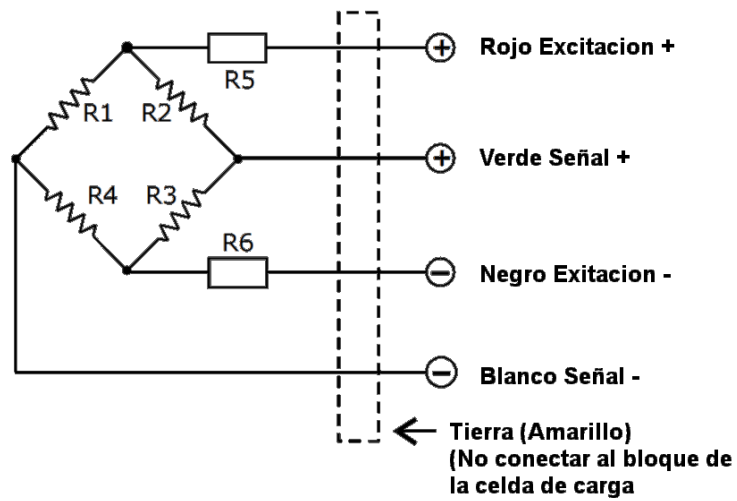 Rojo Excitacion +
R5
R1
R2
Verde Señal +
R4
R3
R6
Negro Exitacion -
Blanco Señal -
Tierra (Amarillo)
(No conectar al bloque de
la celda de carga